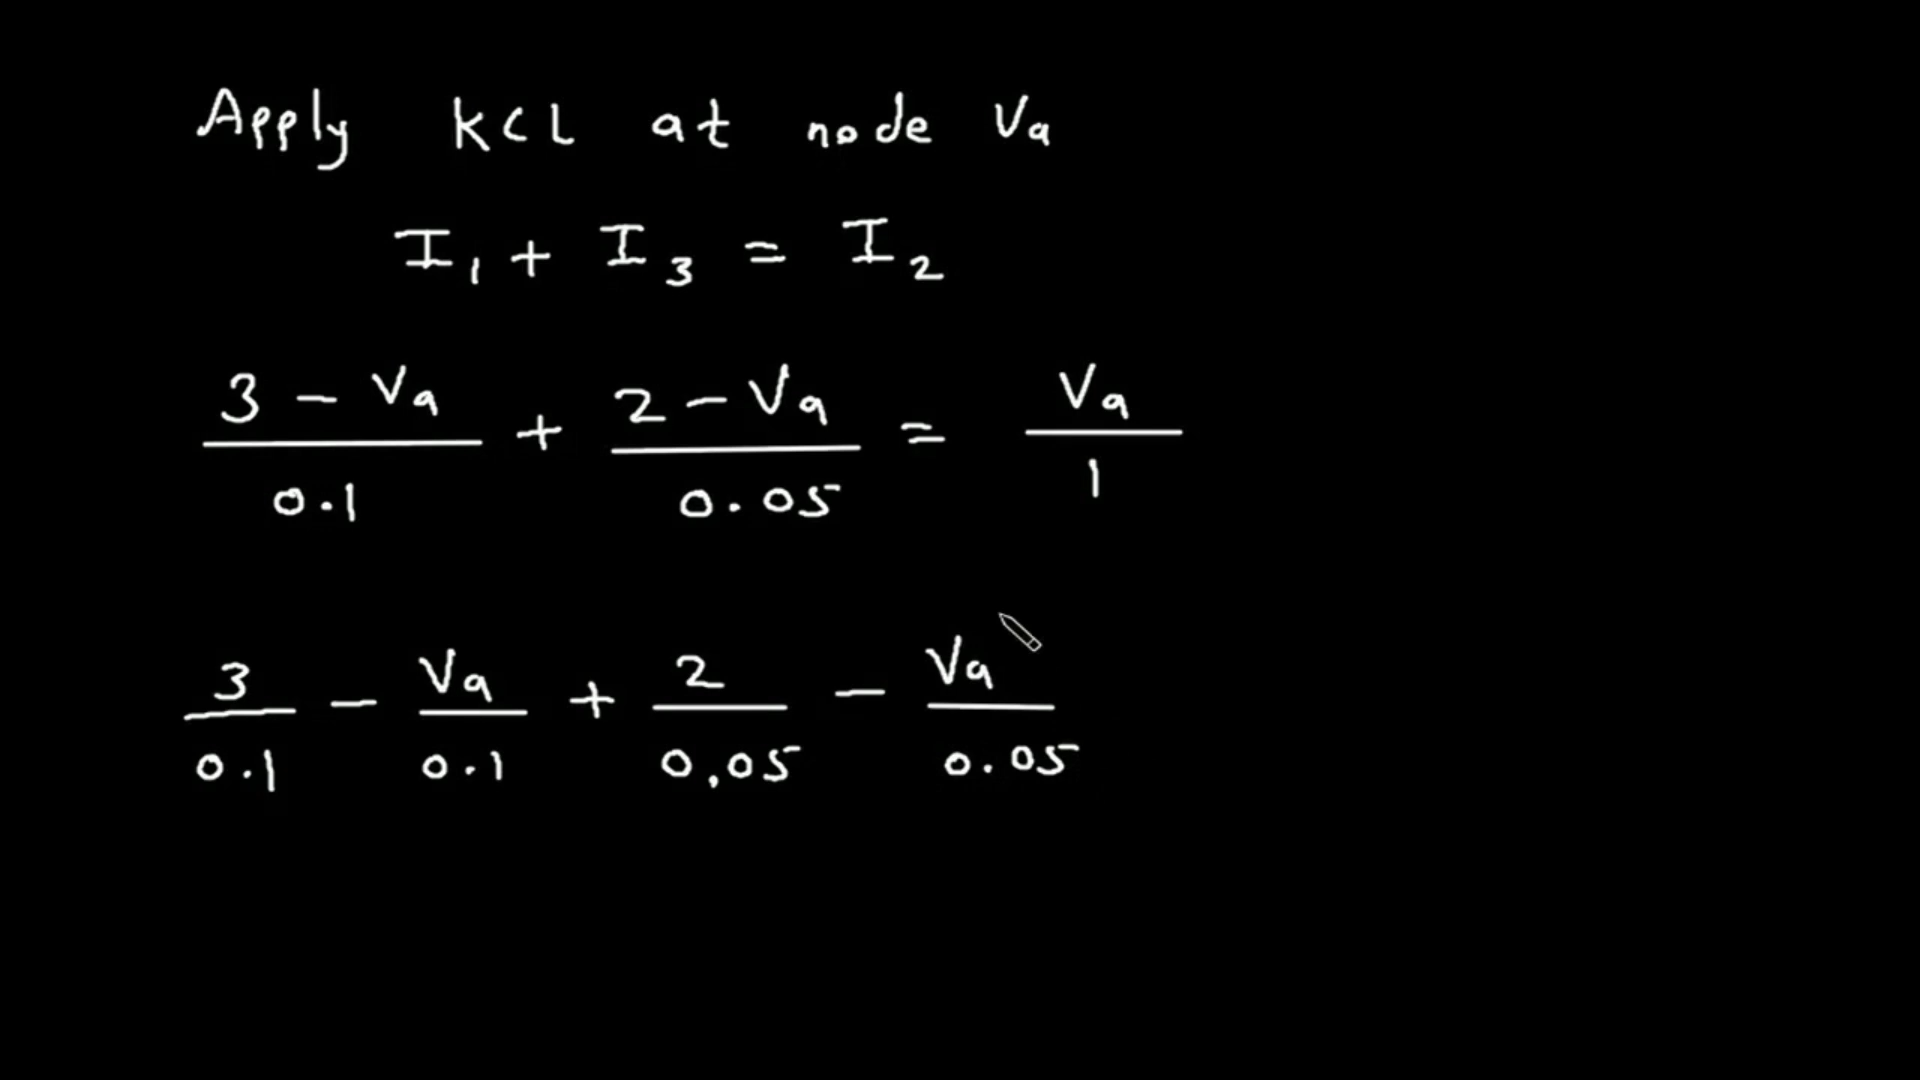 Apply KCL at node Va
I₁ + I₃ = I₂
(3 - Va)/0.1 + (2 - Va)/0.05 = Va/1
3/0.1 - Va/0.1 + 2/0,05 - Va/0.05